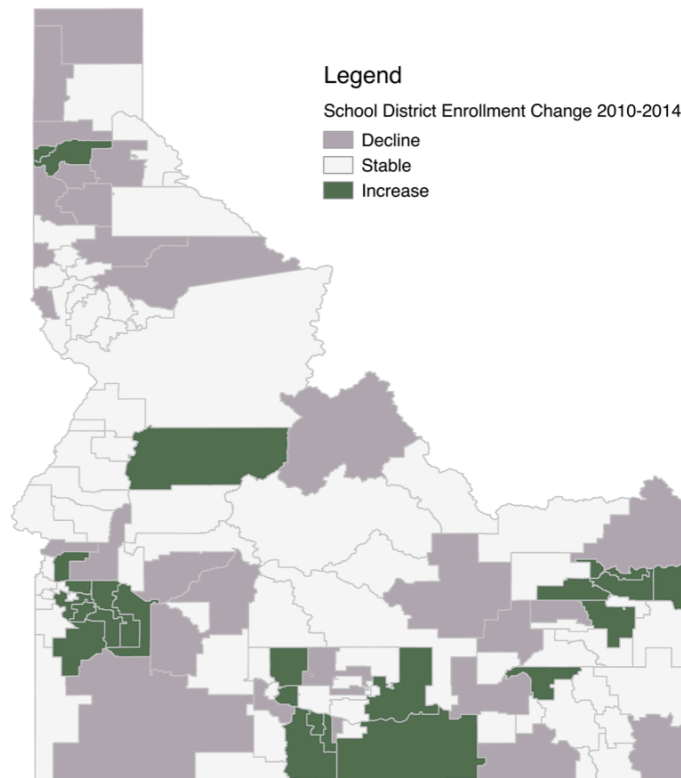 Legend
School District Enrollment Change 2010-2014
Decline
Stable
Increase